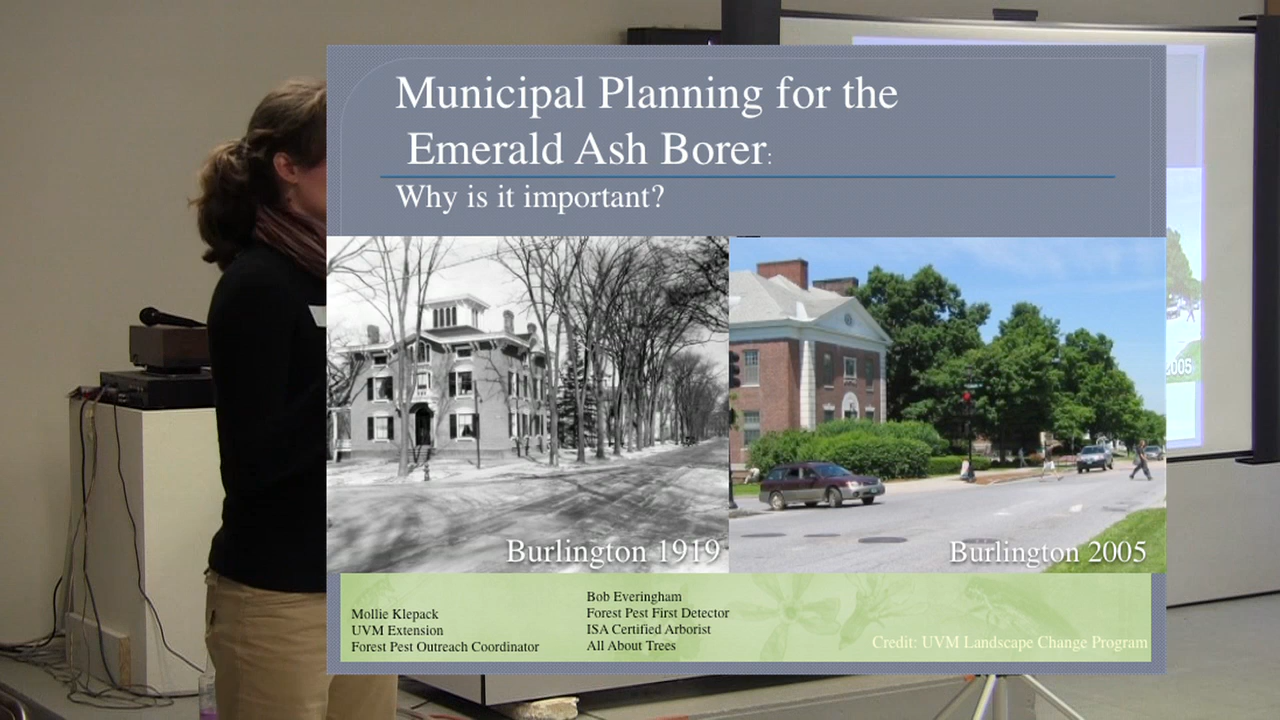 Municipal Planning for the
Emerald Ash Borer:
Why is it important?
Burlington 1919
Burlington 2005
Mollie Klepack
UVM Extension
Forest Pest Outreach Coordinator
Bob Everingham
Forest Pest First Detector
ISA Certified Arborist
All About Trees
Credit: UVM Landscape Change Program
2005